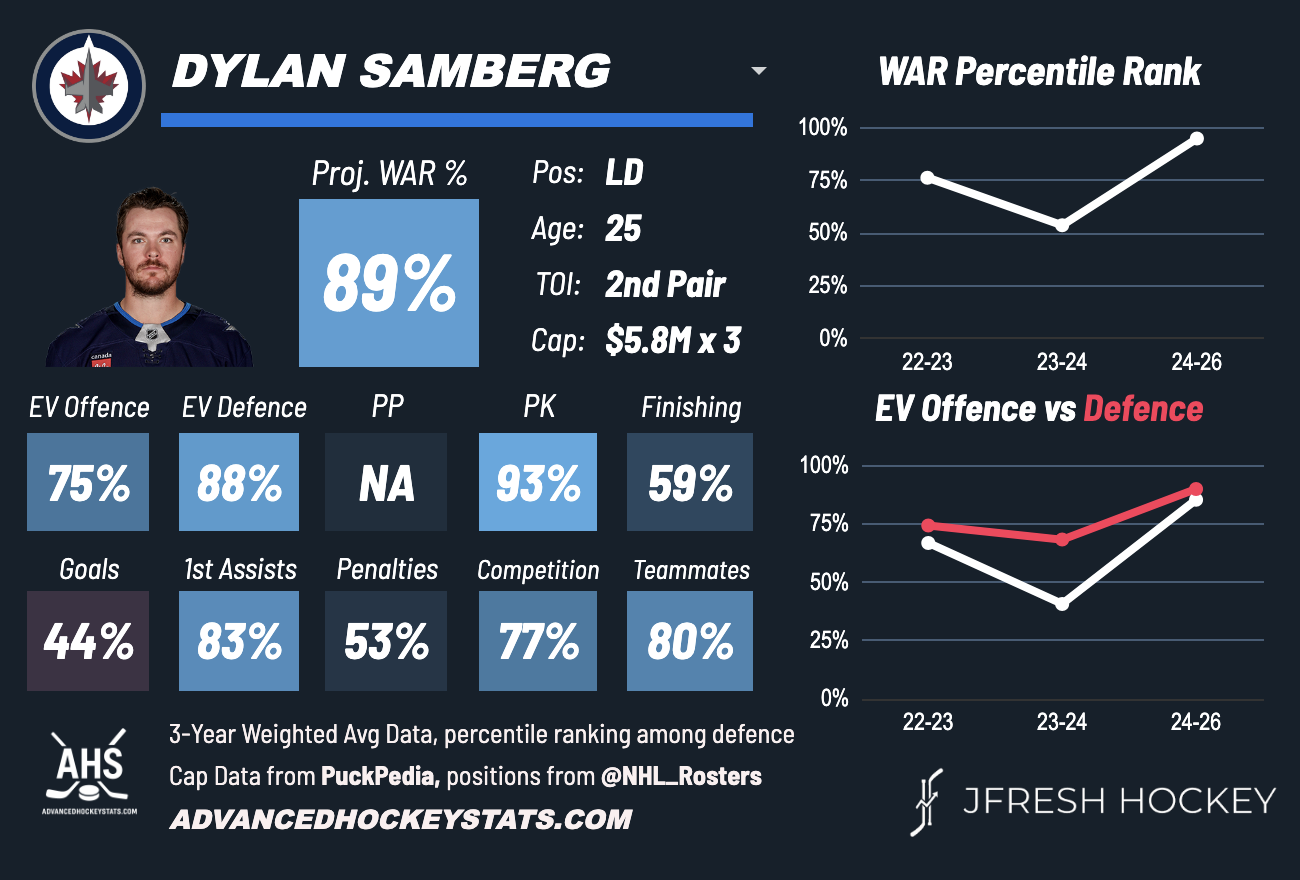 DYLAN SAMBERG
Proj. WAR %
89%
Pos: LD
Age: 25
TOI: 2nd Pair
Cap: $5.8M x 3
canada
EV Offence EV Defence PP PK Finishing
75% 88% NA 93% 59%
Goals 1st Assists Penalties Competition Teammates
44% 83% 53% 77% 80%
AHS
ADVANCEDHOCKEYSTATS.COM
3-Year Weighted Avg Data, percentile ranking among defence
Cap Data from PuckPedia, positions from @NHL_Rosters
ADVANCEDHOCKEYSTATS.COM
WAR Percentile Rank
100%
75%
50%
25%
0%
22-23 23-24 24-26
EV Offence vs Defence
100%
75%
50%
25%
0%
22-23 23-24 24-26
JFRESH HOCKEY